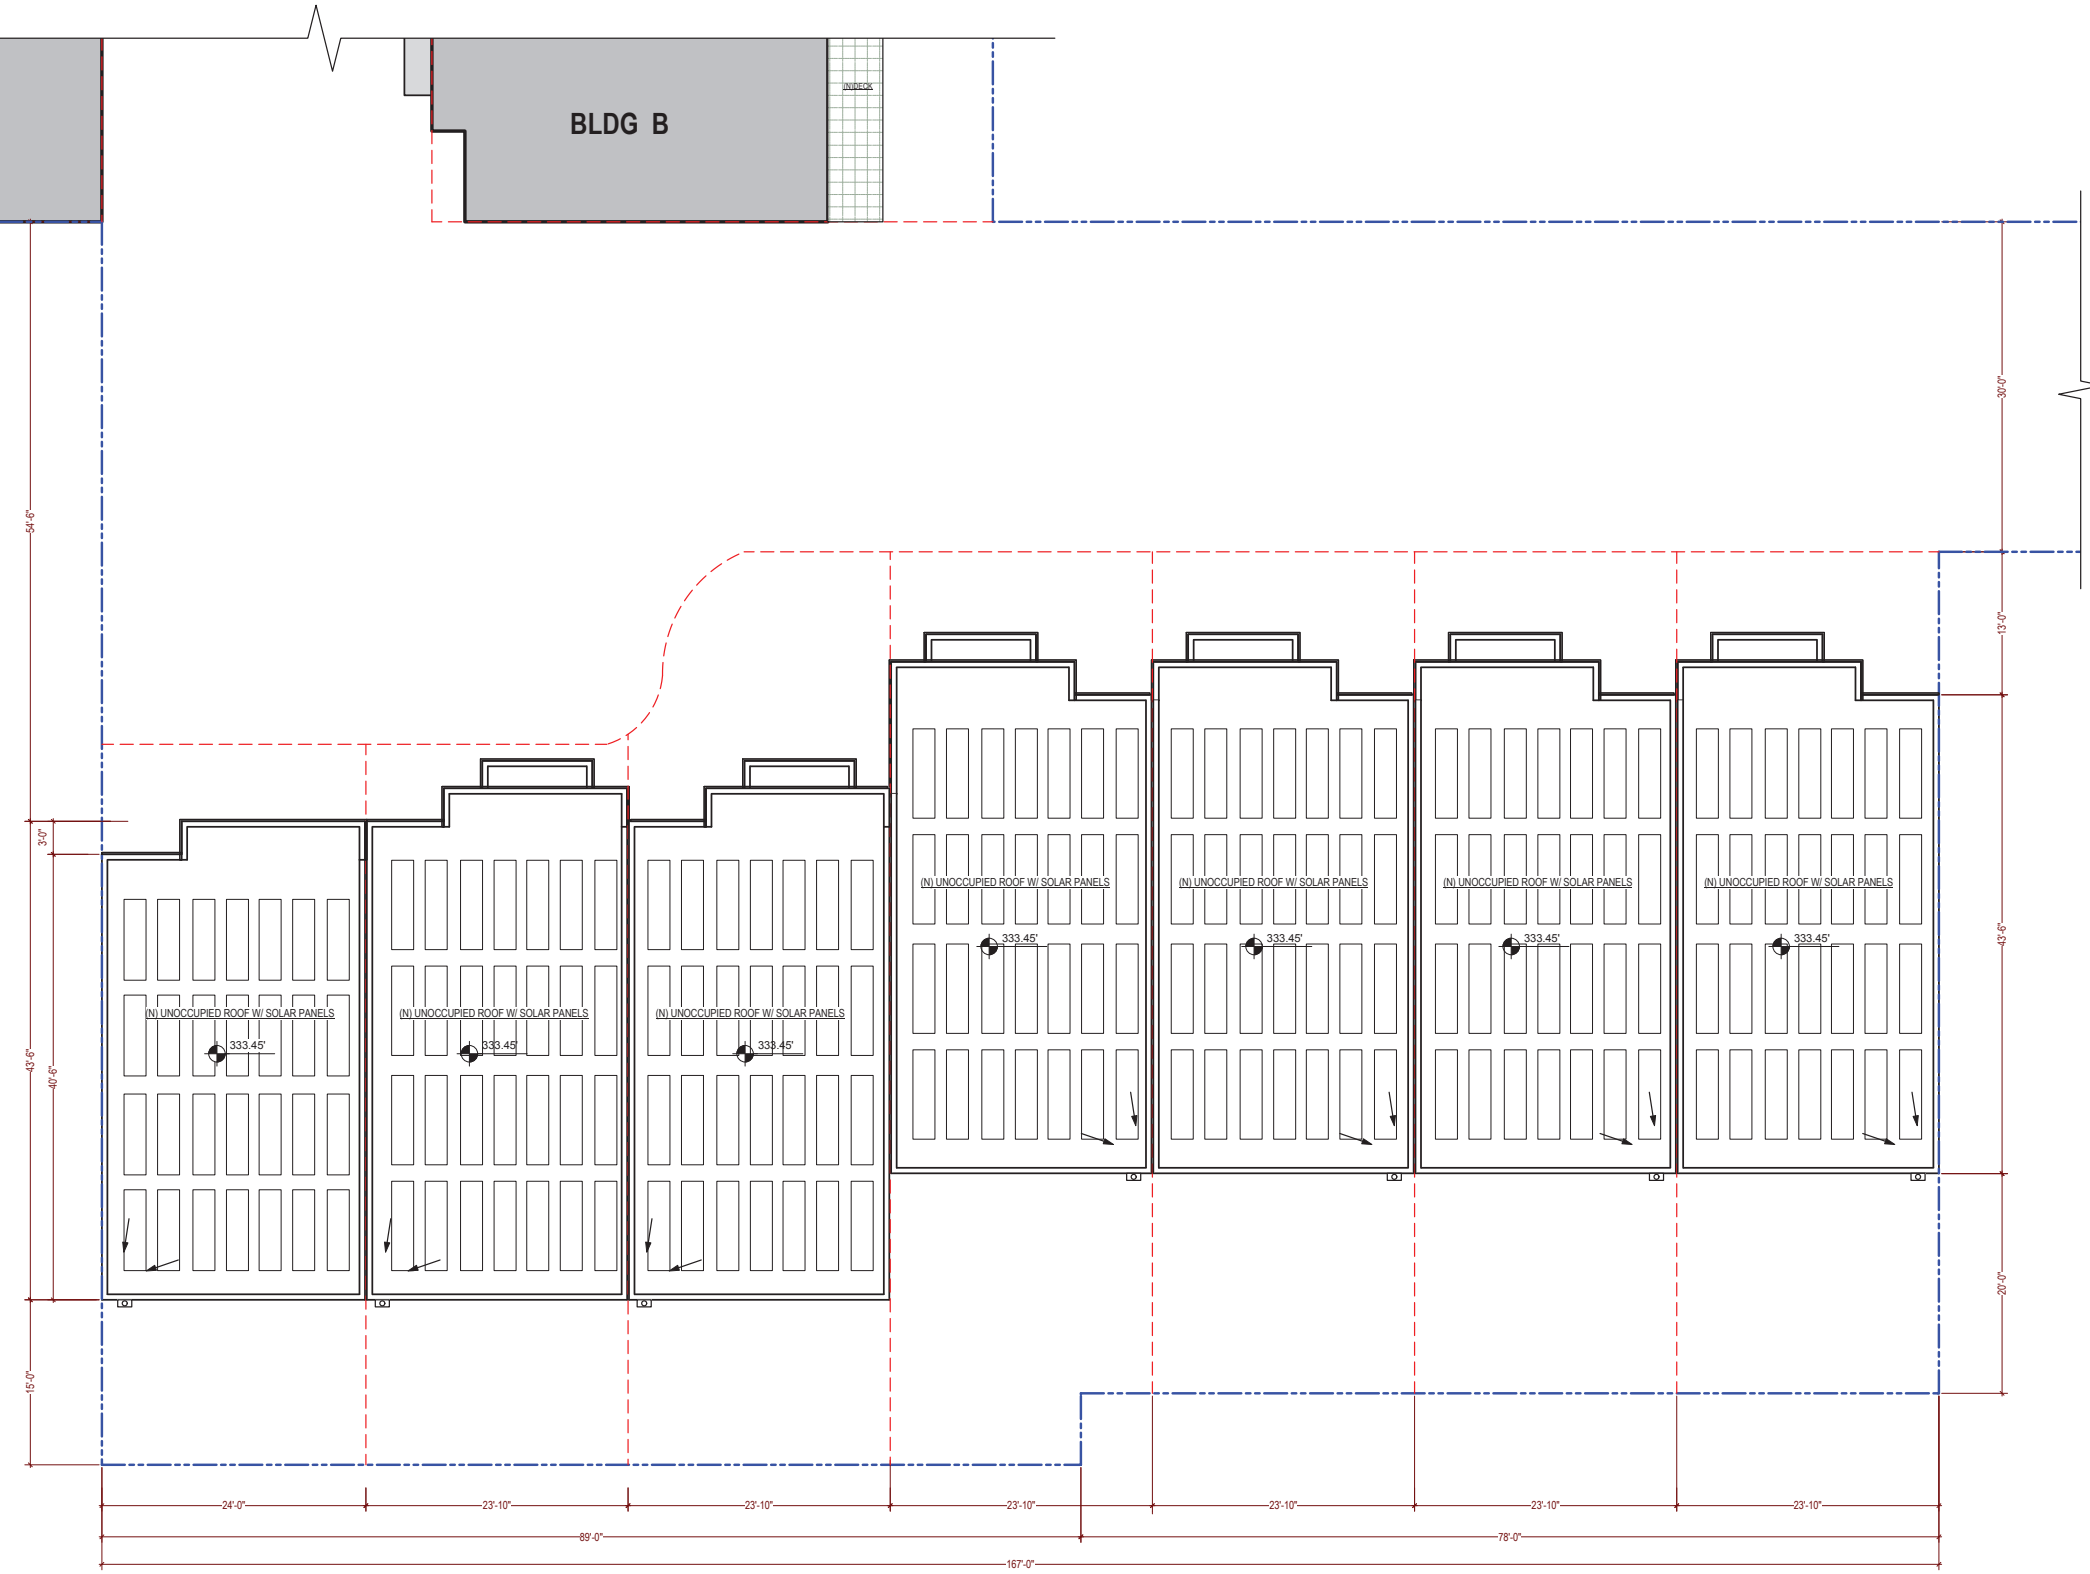 (N)DECK
BLDG B
30'-0"
54'-6"
13'-0"
3'-0"
(N) UNOCCUPIED ROOF W/ SOLAR PANELS
(N) UNOCCUPIED ROOF W/ SOLAR PANELS
(N) UNOCCUPIED ROOF W/ SOLAR PANELS
(N) UNOCCUPIED ROOF W/ SOLAR PANELS
333.45'
333.45'
333.45'
333.45'
43'-6"
(N) UNOCCUPIED ROOF W/ SOLAR PANELS
(N) UNOCCUPIED ROOF W/ SOLAR PANELS
(N) UNOCCUPIED ROOF W/ SOLAR PANELS
333.45'
333.45'
333.45'
43'-6"
40'-6"
20'-0"
15'-0"
24'-0"
23'-10"
23'-10"
23'-10"
23'-10"
23'-10"
23'-10"
89'-0"
78'-0"
167'-0"